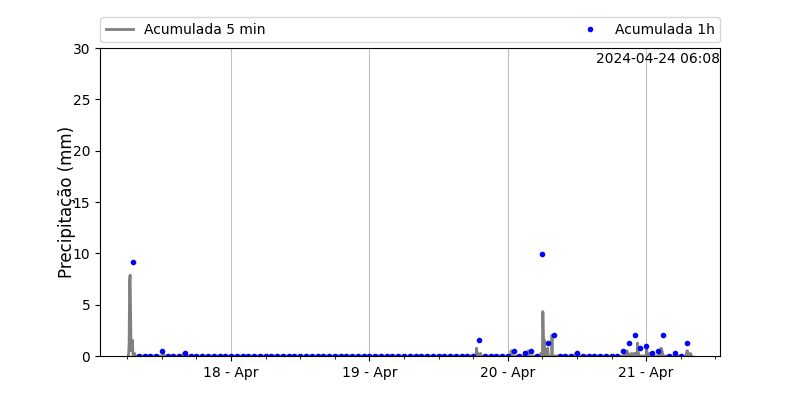 Acumulada 5 min
Acumulada 1h
2024-04-24 06:08
Precipitação (mm)
30
25
20
15
10
5
0
18 - Apr
19 - Apr
20 - Apr
21 - Apr